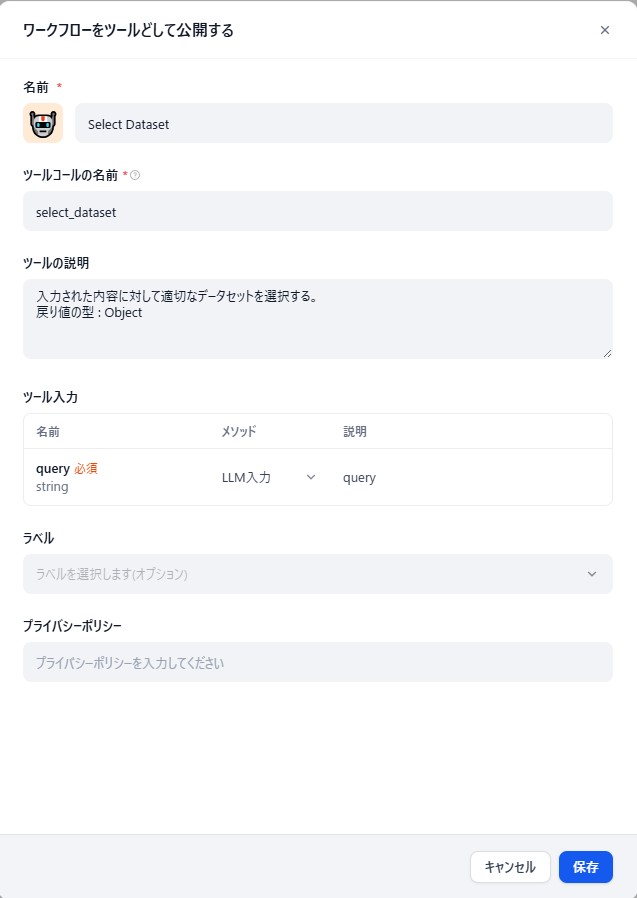 ワークフローをツールどして公開する
名前 *
Select Dataset
ツールコールの名前 *
select_dataset
ツールの説明
入力された内容に対して適切なデータセットを選択する。
戻り値の型 : Object
ツール入力
名前 メソッド 説明
query 必須
string
LLM入力
query
ラベル
ラベルを選択します(オプション)
プライバシーポリシー
プライバシーポリシーを入力してください
キャンセル 保存